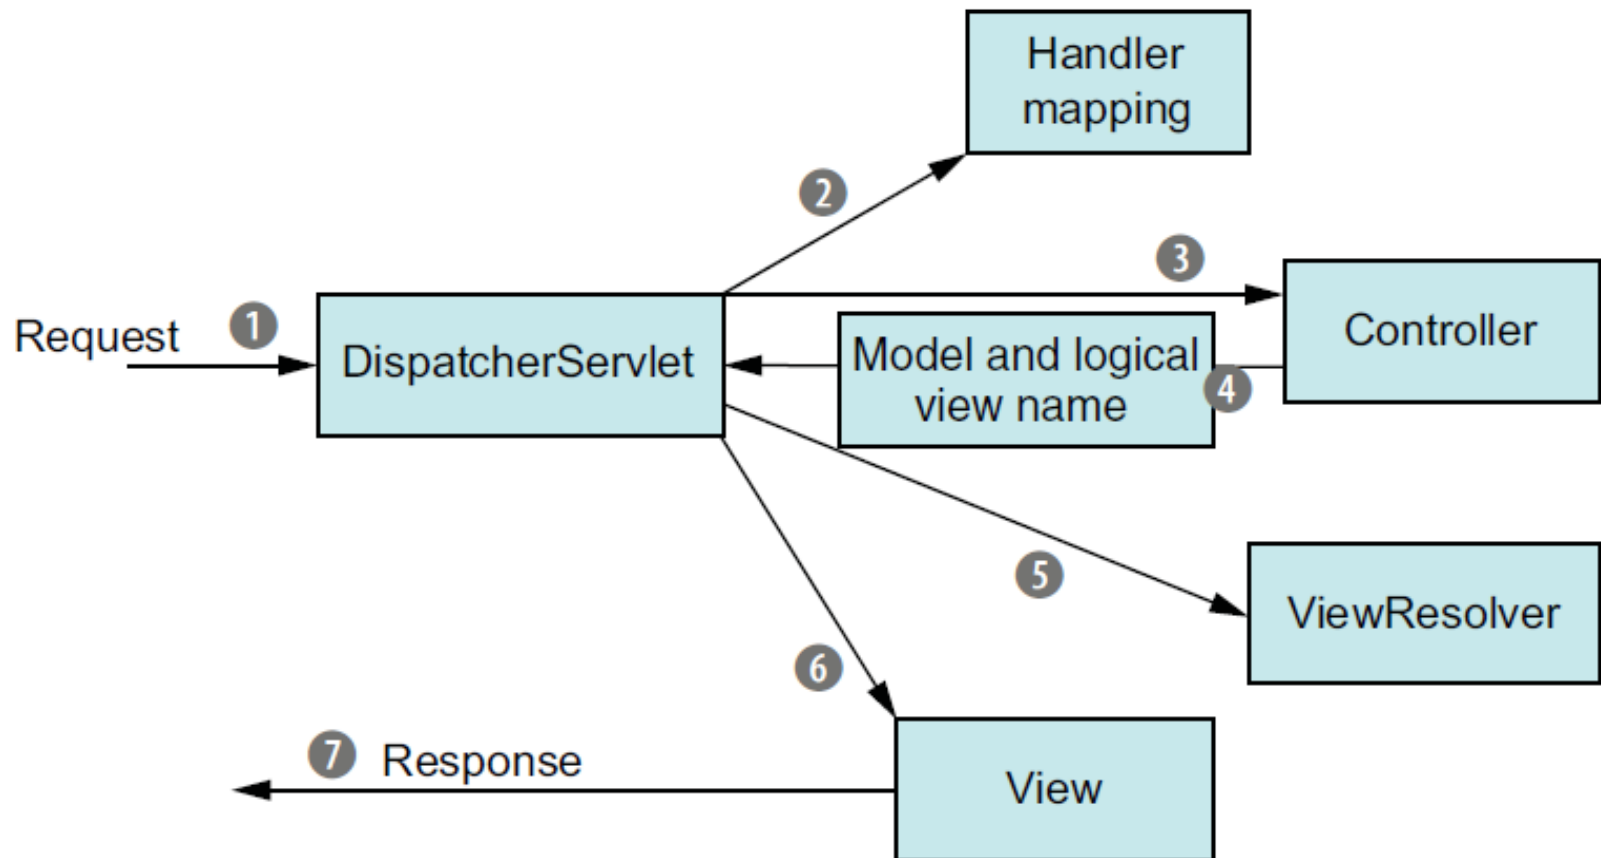 Handler
mapping
2
3
Request
1
DispatcherServlet
Model and logical
view name
4
Controller
5
ViewResolver
6
7
Response
View